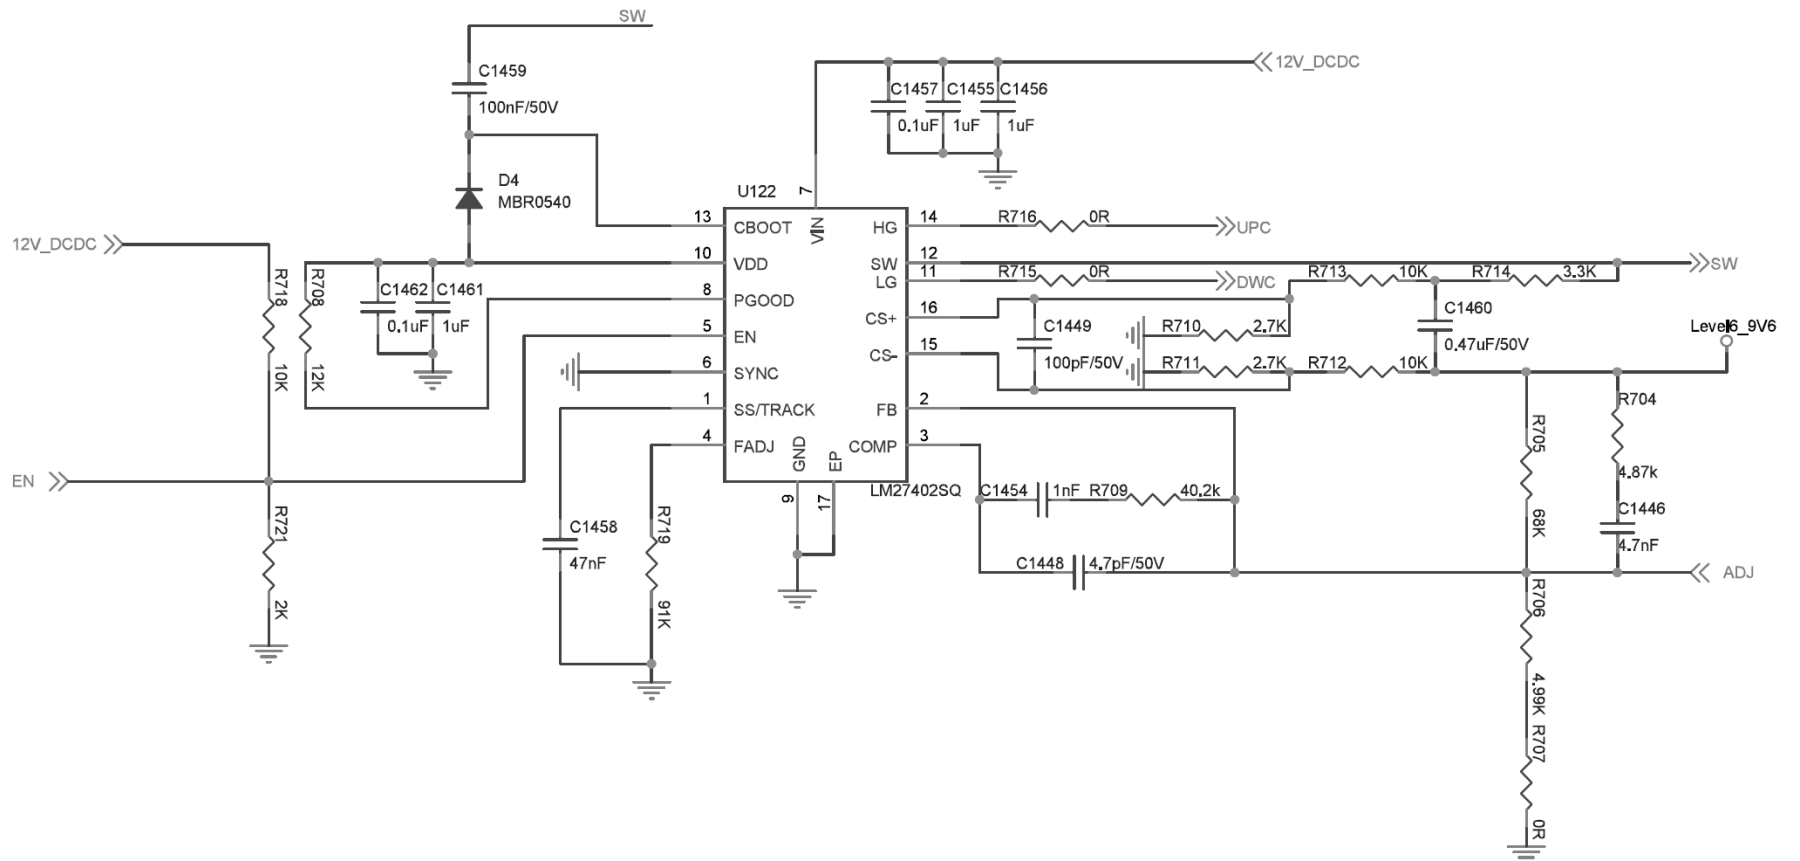 SW
C1459
100nF/50V
12V_DCDC
C1457
C1455
C1456
0.1uF
1uF
1uF
D4
MBR0540
U122
7
VIN
12V_DCDC
13
CBOOT
10
VDD
8
PGOOD
5
EN
6
SYNC
1
SS/TRACK
4
FADJ
GND
9
EP
17
HG
14
SW
12
LG
11
CS+
16
CS-
15
FB
2
COMP
3
LM27402SQ
R716
0R
UPC
SW
R715
0R
DWC
R713
10K
R714
3.3K
R718
10K
R708
12K
C1462
C1461
0.1uF
1uF
C1449
100pF/50V
R710
2.7K
R711
2.7K
R712
10K
C1460
0.47uF/50V
Level6_9V6
R705
68K
R704
4.87k
C1446
4.7nF
EN
C1454
1nF
R709
40.2k
C1448
4.7pF/50V
ADJ
R721
2K
C1458
47nF
R719
91K
R706
4.99K
R707
0R